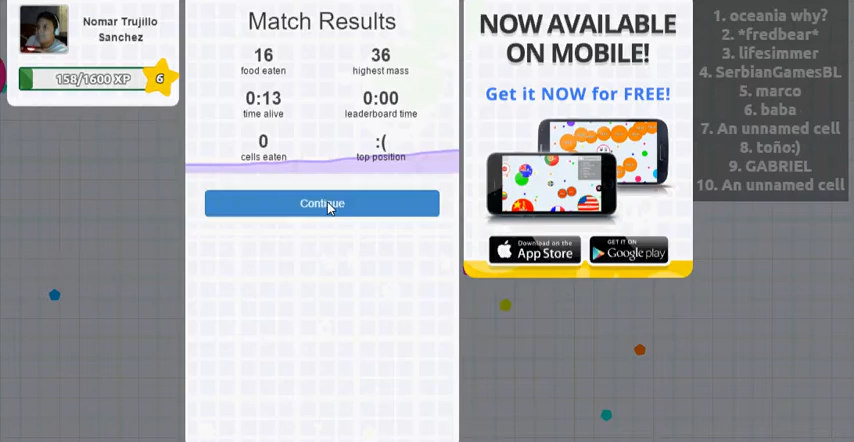 Nomar Trujillo
Sanchez
158/1600 XP
6
Match Results
16
food eaten
36
highest mass
0:13
time alive
0:00
leaderboard time
0
cells eaten
:(
top position
Continue
NOW AVAILABLE
ON MOBILE!
Get it NOW for FREE!
Download on the
App Store
GET IT ON
Google play
1. oceania why?
2. *fredbear*
3. lifesimmer
4. SerbianGamesBL
5. marco
6. baba
7. An unnamed cell
8. toño:)
9. GABRIEL
10. An unnamed cell